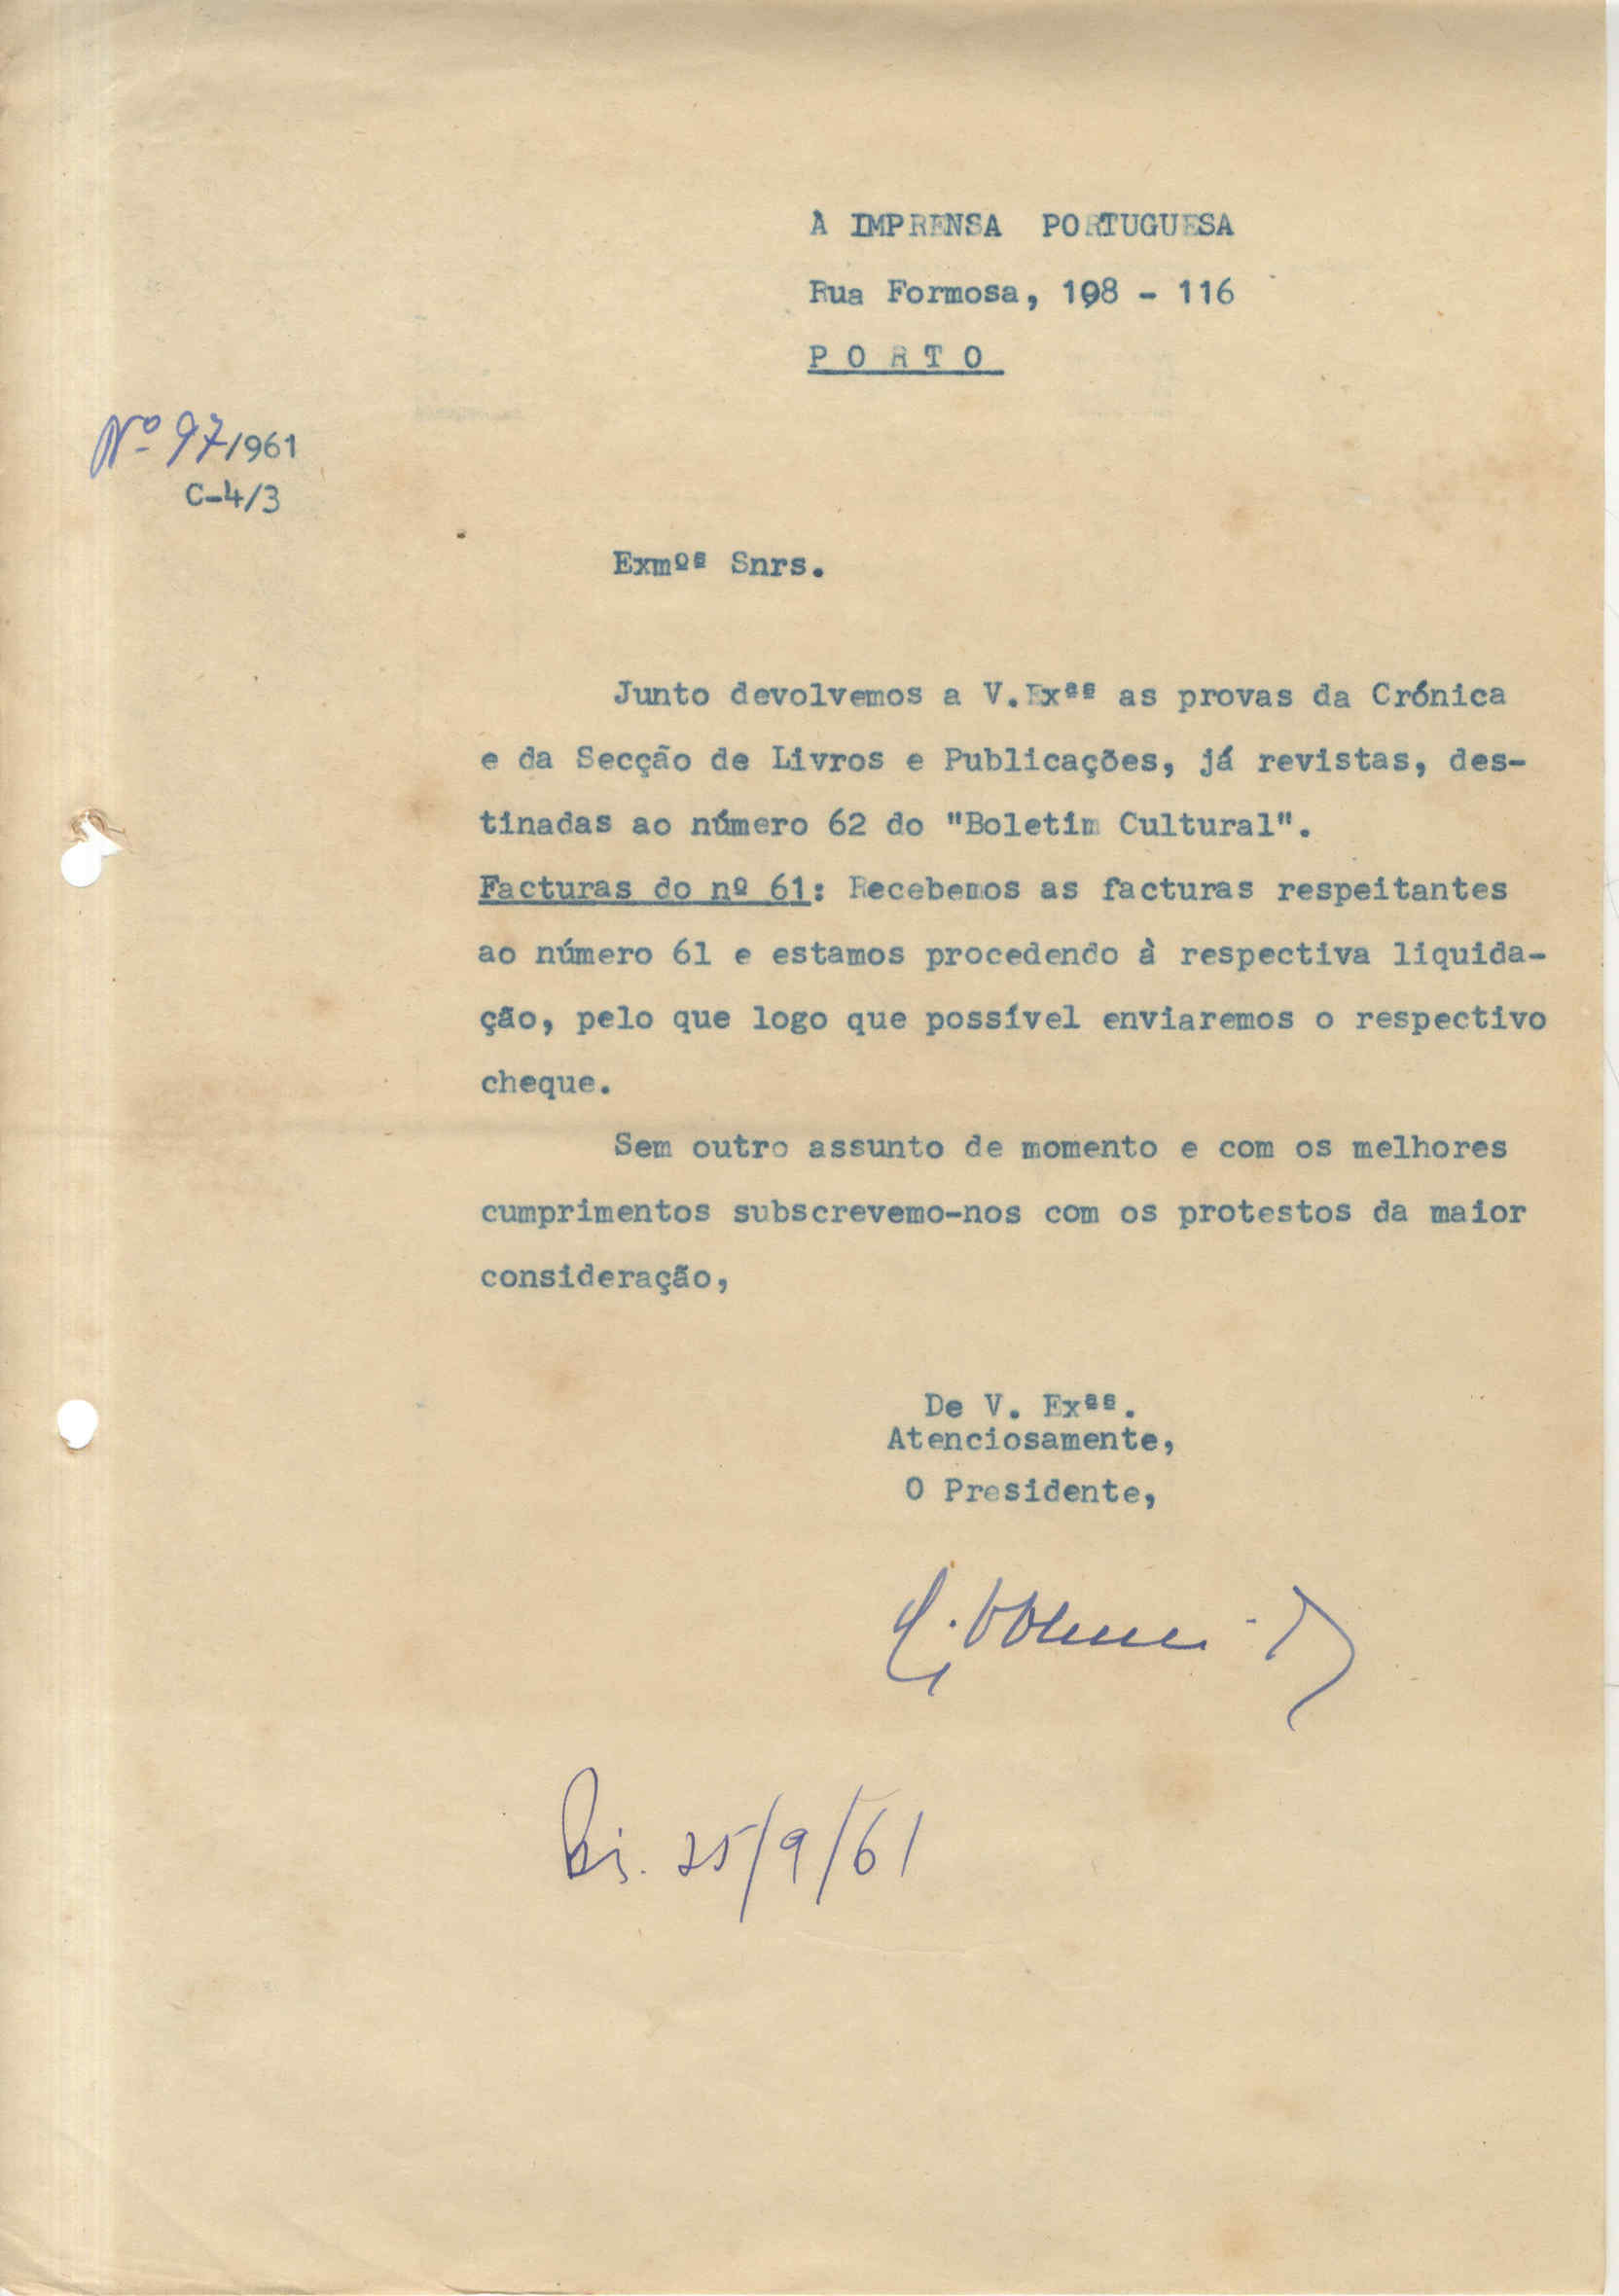 À IMPRENSA PORTUGUESA
Rua Formosa, 108 - 116
P O R T O
Nº 97/961
C-4/3
Exmºˢ Snrs.
Junto devolvemos a V.Exªˢ as provas da Crónica
e da Secção de Livros e Publicações, já revistas, des-
tinadas ao número 62 do "Boletim Cultural".
Facturas do nº 61: Recebemos as facturas respeitantes
ao número 61 e estamos procedendo à respectiva liquida-
ção, pelo que logo que possível enviaremos o respectivo
cheque.
Sem outro assunto de momento e com os melhores
cumprimentos subscrevemo-nos com os protestos da maior
consideração,
De V. Exªˢ.
Atenciosamente,
O Presidente,
25/9/61